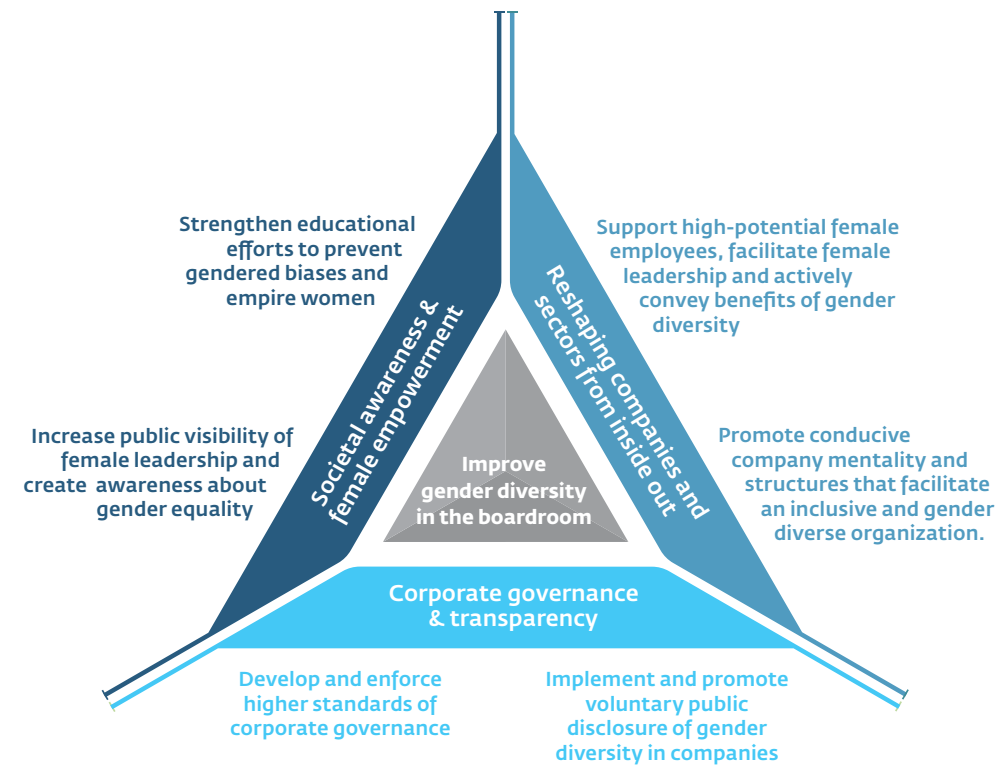 Strengthen educational
efforts to prevent
gendered biases and
empire women
Increase public visibility of
female leadership and
create awareness about
gender equality
Societal awareness &
female empowerment
Reshaping companies and
sectors from inside out
Support high-potential female
employees, facilitate female
leadership and actively
convey benefits of gender
diversity
Promote conducive
company mentality and
structures that facilitate
an inclusive and gender
diverse organization.
Improve
gender diversity
in the boardroom
Corporate governance
& transparency
Develop and enforce
higher standards of
corporate governance
Implement and promote
voluntary public
disclosure of gender
diversity in companies